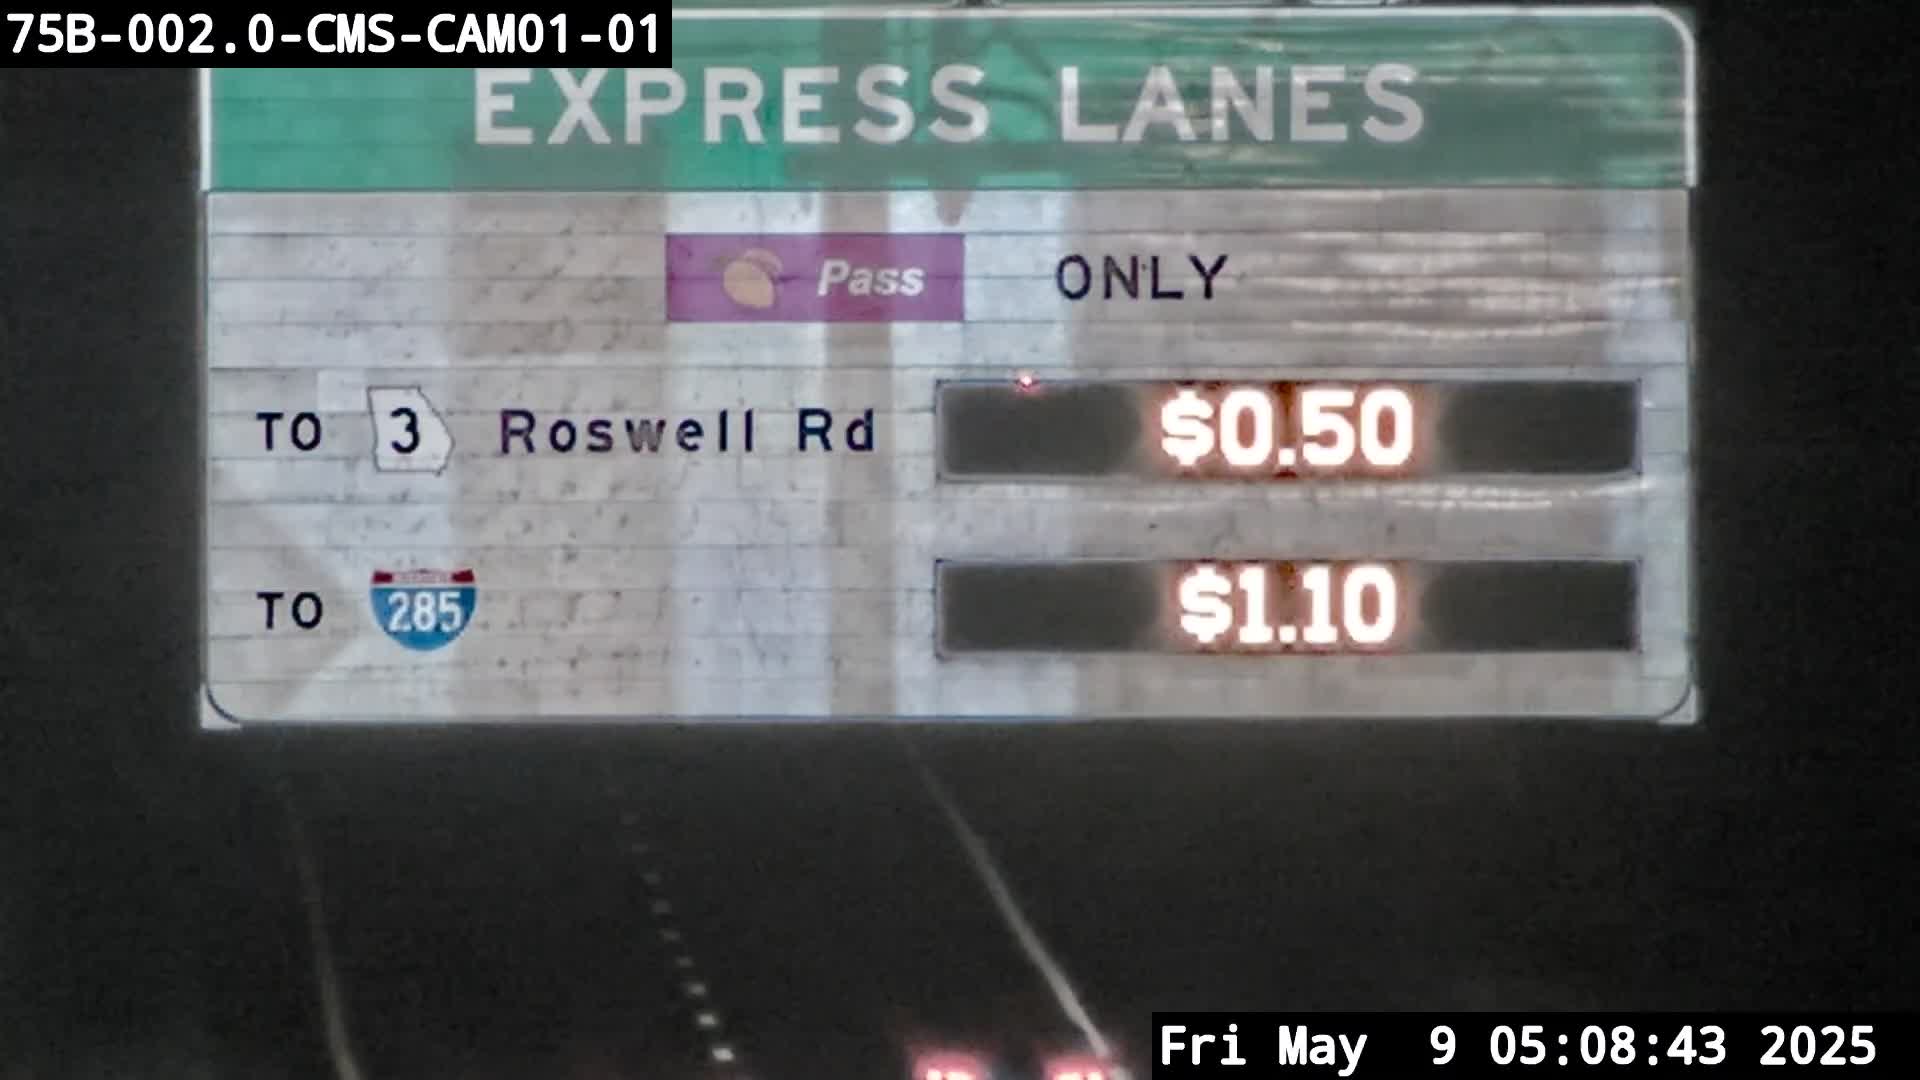 75B-002.0-CMS-CAM01-01
EXPRESS LANES
Pass ONLY
TO 3 Roswell Rd $0.50
TO 285 $1.10
Fri May 9 05:08:43 2025